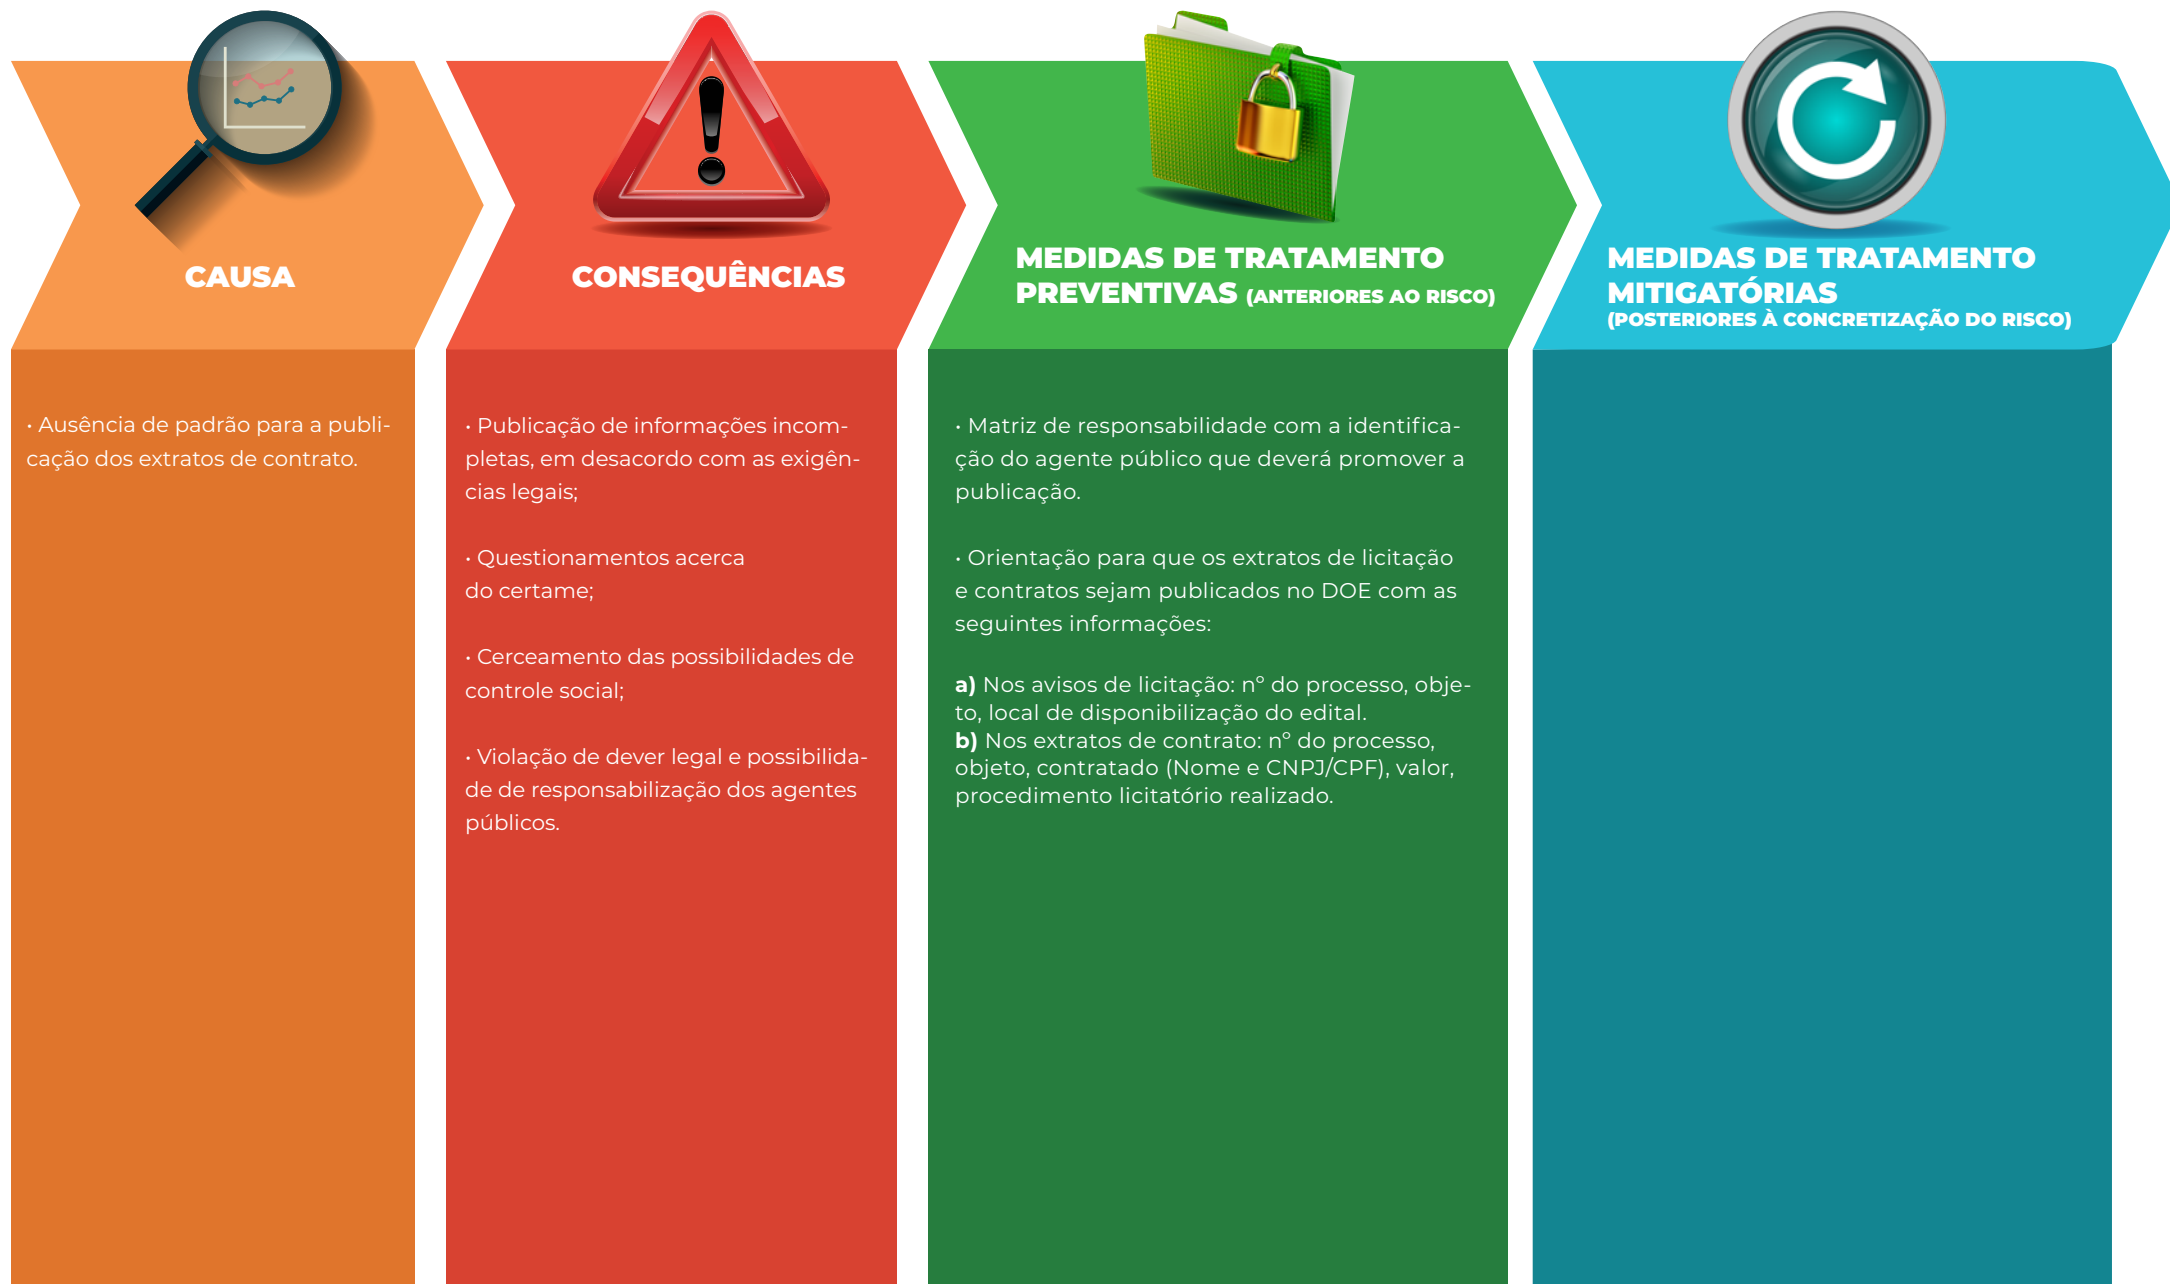 CAUSA
• Ausência de padrão para a publi-
cação dos extratos de contrato.
CONSEQUÊNCIAS
• Publicação de informações incom-
pletas, em desacordo com as exigên-
cias legais;
• Questionamentos acerca
do certame;
• Cerceamento das possibilidades de
controle social;
• Violação de dever legal e possibilida-
de de responsabilização dos agentes
públicos.
MEDIDAS DE TRATAMENTO
PREVENTIVAS (ANTERIORES AO RISCO)
• Matriz de responsabilidade com a identifica-
ção do agente público que deverá promover a
publicação.
• Orientação para que os extratos de licitação
e contratos sejam publicados no DOE com as
seguintes informações:
a) Nos avisos de licitação: nº do processo, obje-
to, local de disponibilização do edital.
b) Nos extratos de contrato: nº do processo,
objeto, contratado (Nome e CNPJ/CPF), valor,
procedimento licitatório realizado.
MEDIDAS DE TRATAMENTO
MITIGATÓRIAS
(POSTERIORES À CONCRETIZAÇÃO DO RISCO)